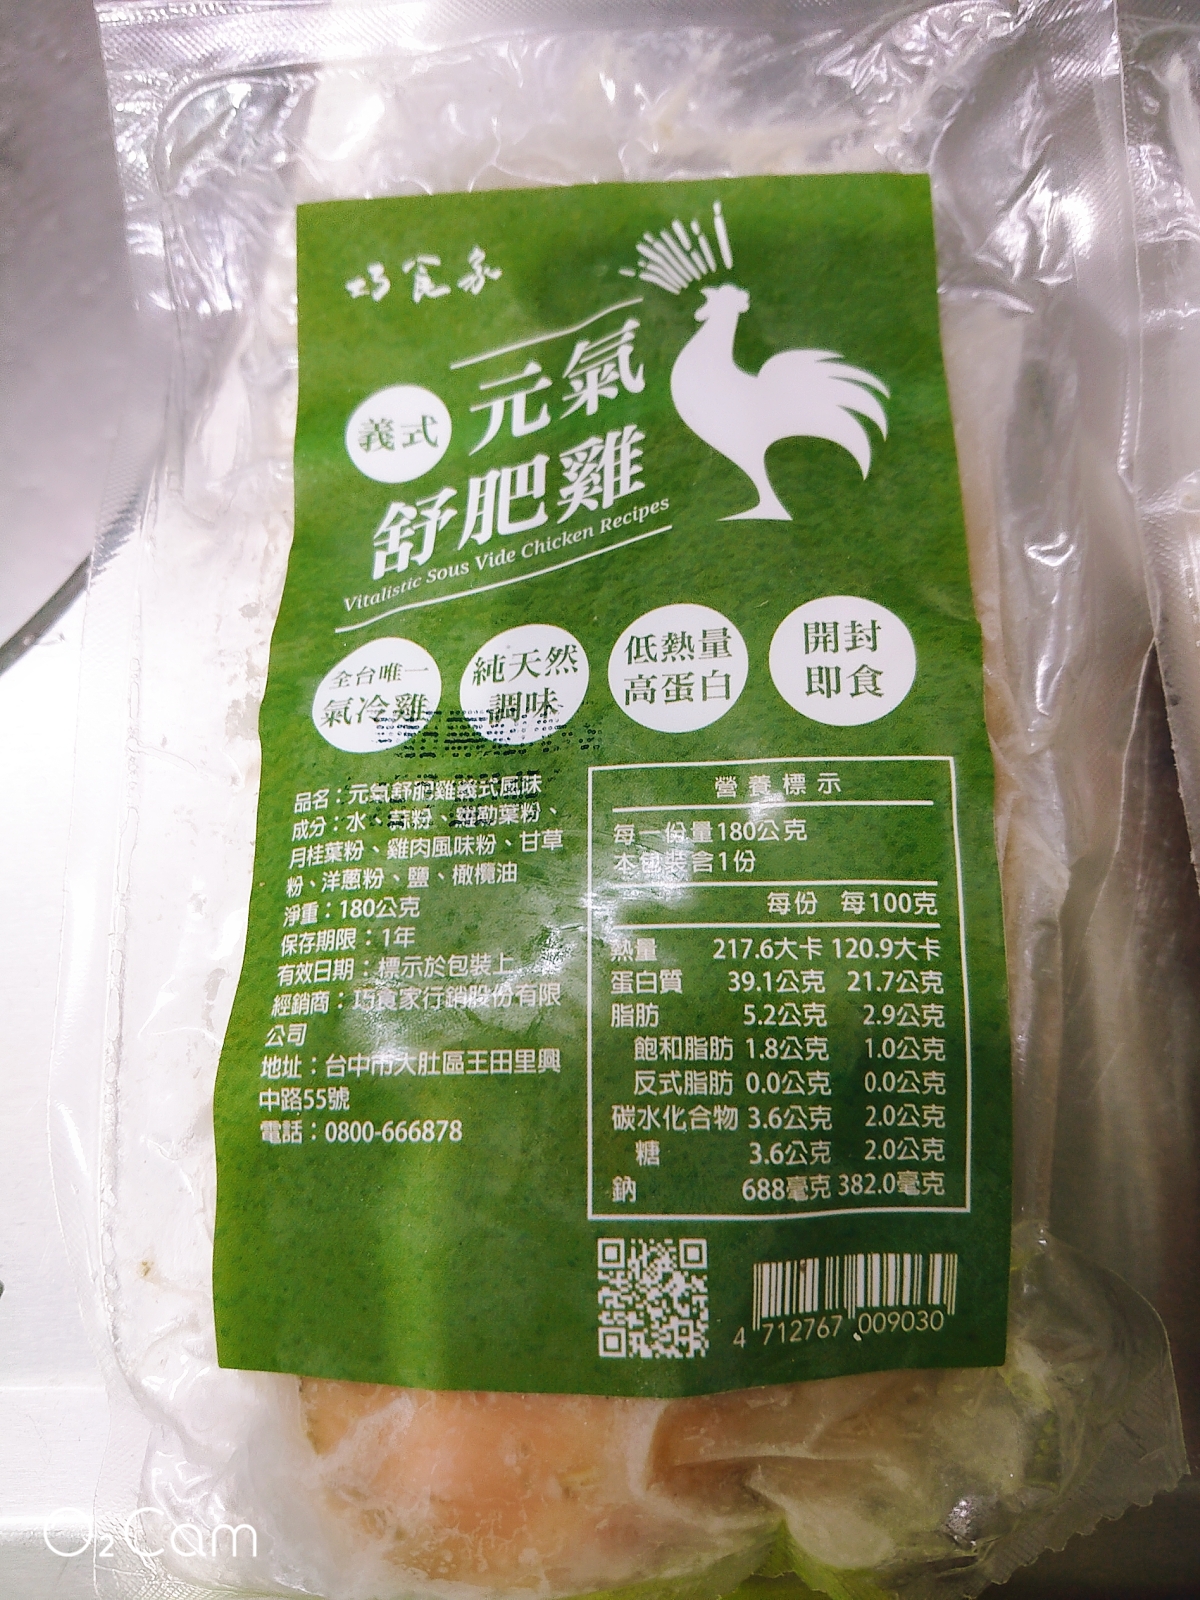 巧食家
義式
元氣
舒肥雞
Vitalistic Sous Vide Chicken Recipes
全台唯一
氣冷雞
純天然
調味
低熱量
高蛋白
開封
即食
品名：元氣舒肥雞義式風味
成分：水、蒜粉、羅勒葉粉、
月桂葉粉、雞肉風味粉、甘草
粉、洋蔥粉、鹽、橄欖油
淨重：180公克
保存期限：1年
有效日期：標示於包裝上
經銷商：巧食家行銷股份有限
公司
地址：台中市大肚區王田里興
中路55號
電話：0800-666878
營養標示
每一份量180公克
本包裝含1份
每份 每100克
熱量 217.6大卡 120.9大卡
蛋白質 39.1公克 21.7公克
脂肪 5.2公克 2.9公克
飽和脂肪 1.8公克 1.0公克
反式脂肪 0.0公克 0.0公克
碳水化合物 3.6公克 2.0公克
糖 3.6公克 2.0公克
鈉 688毫克 382.0毫克
4 712767 009030
O2Cam